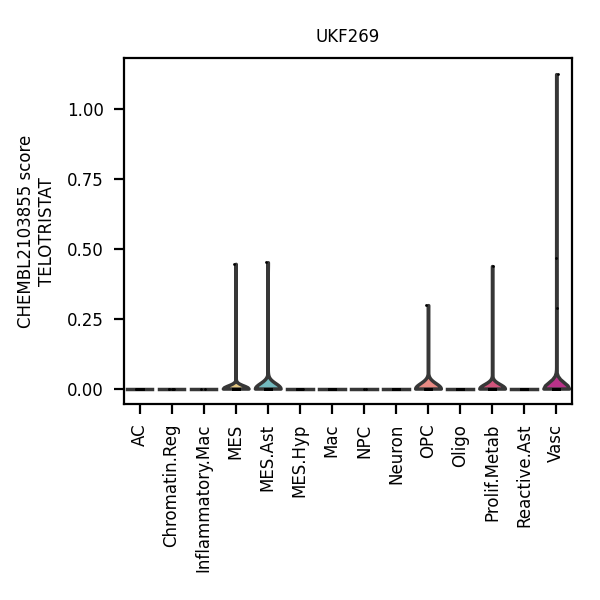 UKF269
CHEMBL2103855 score
TELOTRISTAT
1.00
0.75
0.50
0.25
0.00
AC
Chromatin.Reg
Inflammatory.Mac
MES
MES.Ast
MES.Hyp
Mac
NPC
Neuron
OPC
Oligo
Prolif.Metab
Reactive.Ast
Vasc